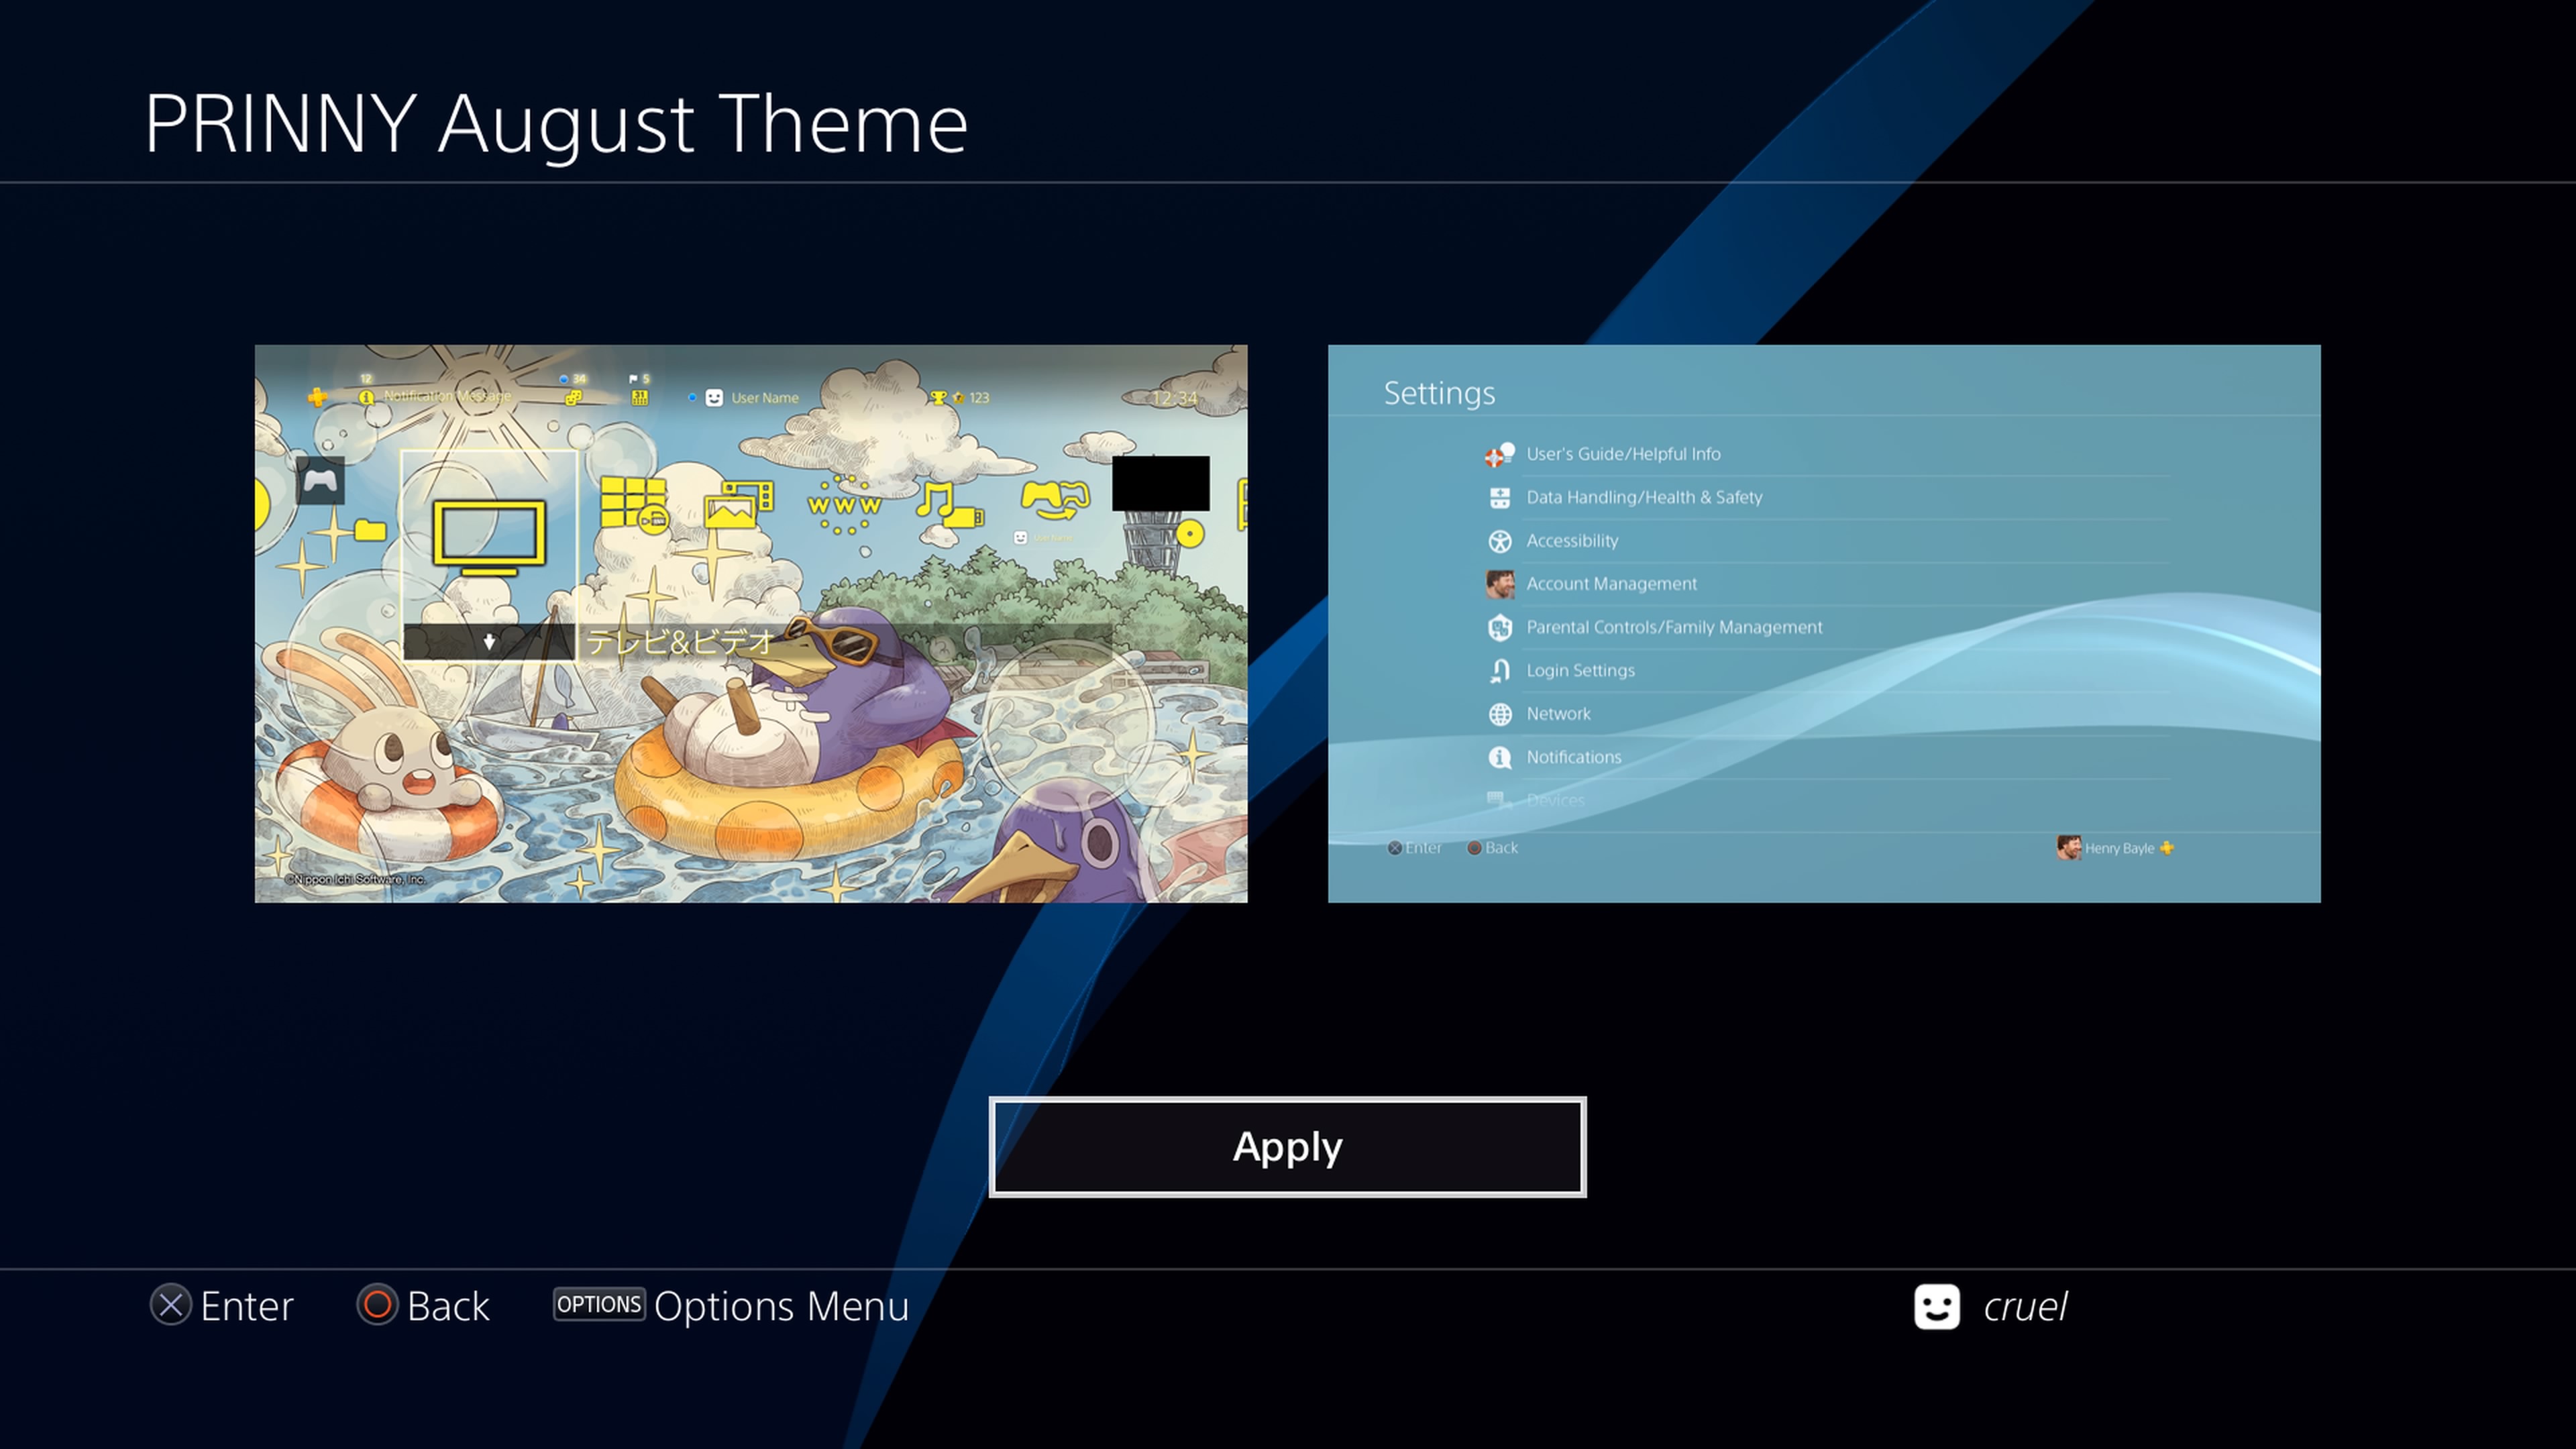 PRINNY August Theme
12
34
5
Notification Message
User Name
123
12:34
www
テレビ&ビデオ
©Nippon Ichi Software, Inc.
Settings
User's Guide/Helpful Info
Data Handling/Health & Safety
Accessibility
Account Management
Parental Controls/Family Management
Login Settings
Network
Notifications
Devices
Enter
Back
Henry Bayle
Apply
Enter
Back
OPTIONS Options Menu
cruel